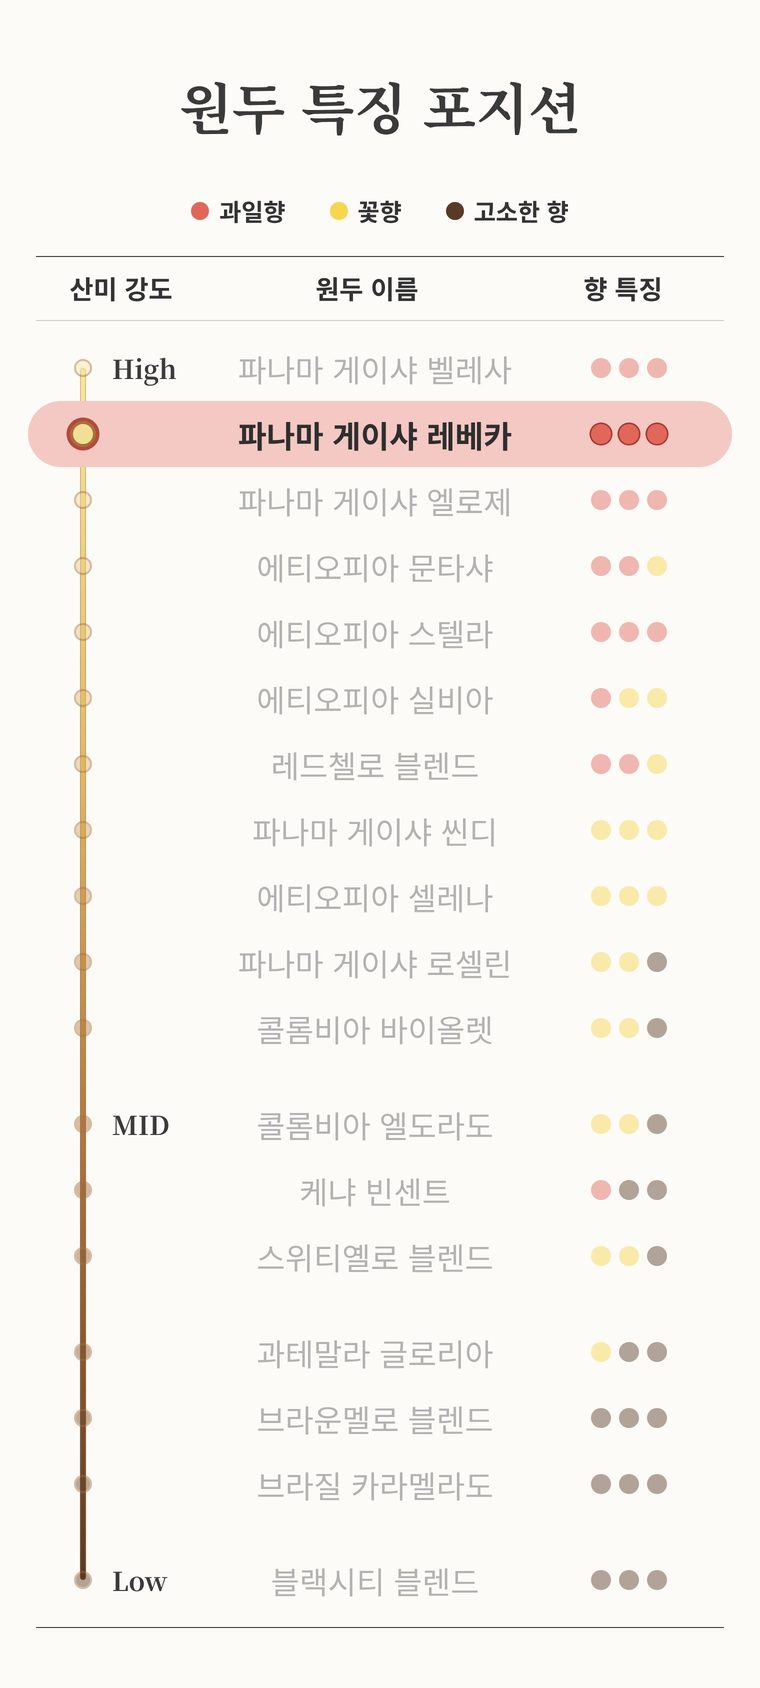 원두 특징 포지션
과일향 꽃향 고소한 향
산미 강도 원두 이름 향 특징
High 파나마 게이샤 벨레사
파나마 게이샤 레베카
파나마 게이샤 엘로제
에티오피아 문타샤
에티오피아 스텔라
에티오피아 실비아
레드첼로 블렌드
파나마 게이샤 씬디
에티오피아 셀레나
파나마 게이샤 로셀린
콜롬비아 바이올렛
MID 콜롬비아 엘도라도
케냐 빈센트
스위티옐로 블렌드
과테말라 글로리아
브라운멜로 블렌드
브라질 카라멜라도
Low 블랙시티 블렌드